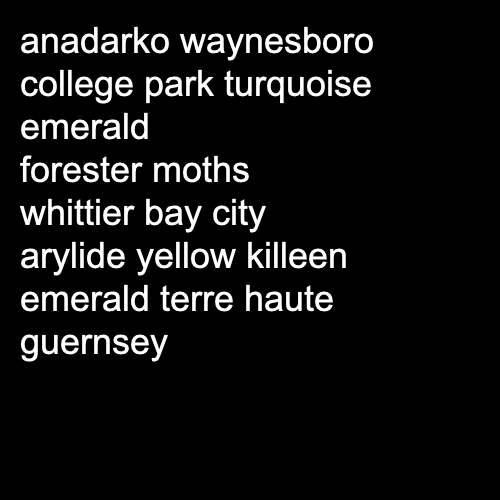 anadarko waynesboro
college park turquoise
emerald
forester moths
whittier bay city
arylide yellow killeen
emerald terre haute
guernsey